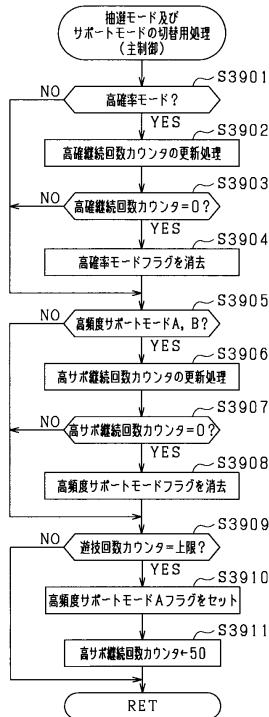 抽選モード及び
サポートモードの切替用処理
(主制御)
S3901
NO
高確率モード?
YES
S3902
高確継続回数カウンタの更新処理
S3903
NO
高確継続回数カウンタ=0?
YES
S3904
高確率モードフラグを消去
S3905
NO
高頻度サポートモードA,B?
YES
S3906
高サポ継続回数カウンタの更新処理
S3907
NO
高サポ継続回数カウンタ=0?
YES
S3908
高頻度サポートモードフラグを消去
S3909
NO
遊技回数カウンタ=上限?
YES
S3910
高頻度サポートモードAフラグをセット
S3911
高サポ継続回数カウンタ←50
RET